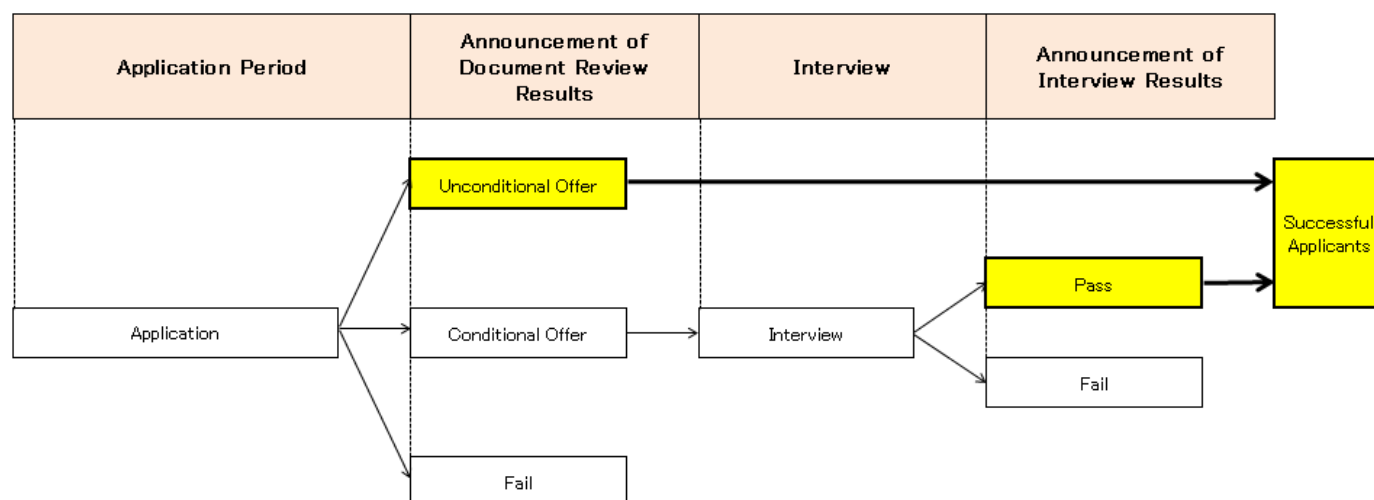 Application Period
Announcement of
Document Review
Results
Interview
Announcement of
Interview Results
Unconditional Offer
Successful
Applicants
Pass
Application
Conditional Offer
Interview
Fail
Fail